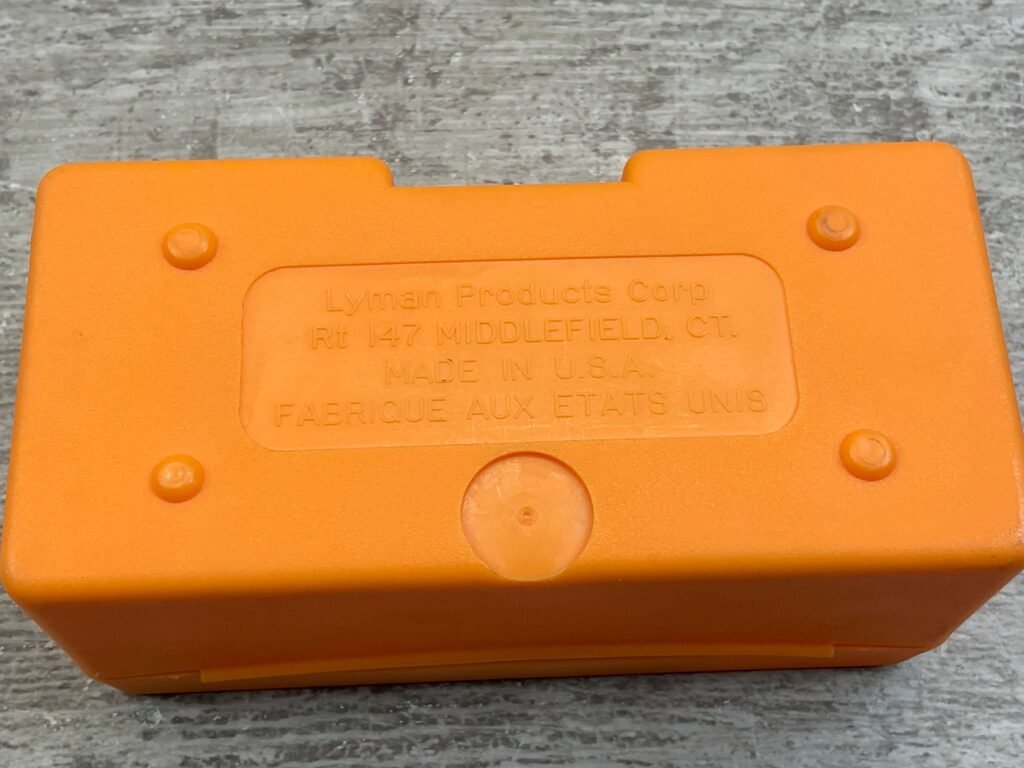 Lyman Products Corp
Rt 147 MIDDLEFIELD, CT.
MADE IN U.S.A.
FABRIQUE AUX ETATS UNIS